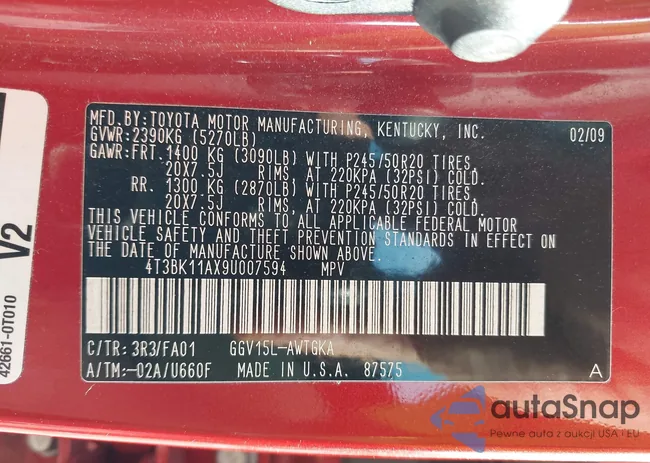 MFD.BY:TOYOTA MOTOR MANUFACTURING, KENTUCKY, INC. 02/09
GVWR:2390KG (5270LB)
GAWR:FRT.1400 KG (3090LB) WITH P245/50R20 TIRES.
20X7.5J RIMS. AT 220KPA (32PSI) COLD.
RR. 1300 KG (2870LB) WITH P245/50R20 TIRES,
20X7.5J RIMS, AT 220KPA (32PSI) COLD.
THIS VEHICLE CONFORMS TO ALL APPLICABLE FEDERAL MOTOR
VEHICLE SAFETY AND THEFT PREVENTION STANDARDS IN EFFECT ON
THE DATE OF MANUFACTURE SHOWN ABOVE.
4T3BK11AX9U007594 MPV
C/TR: 3R3/FA01 GGV15L-AWTGKA
A/TM:-02A/U660F MADE IN U.S.A. 87575 A
42661-0T010
V2
autaSnap
Pewne auta z aukcji USA i EU